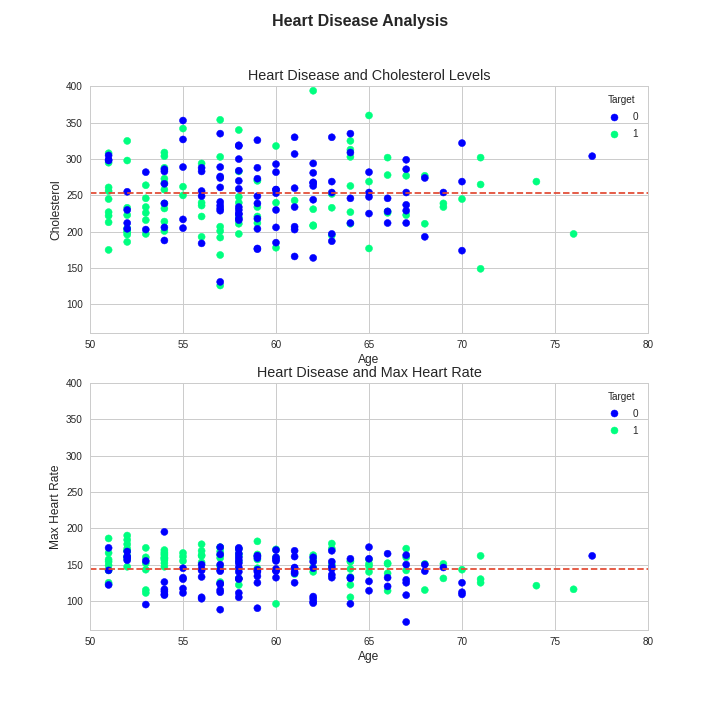 Heart Disease Analysis
Heart Disease and Cholesterol Levels
Target
0
1
400
350
300
250
200
150
100
Cholesterol
50 55 60 65 70 75 80
Age
Heart Disease and Max Heart Rate
Target
0
1
400
350
300
250
200
150
100
Max Heart Rate
50 55 60 65 70 75 80
Age